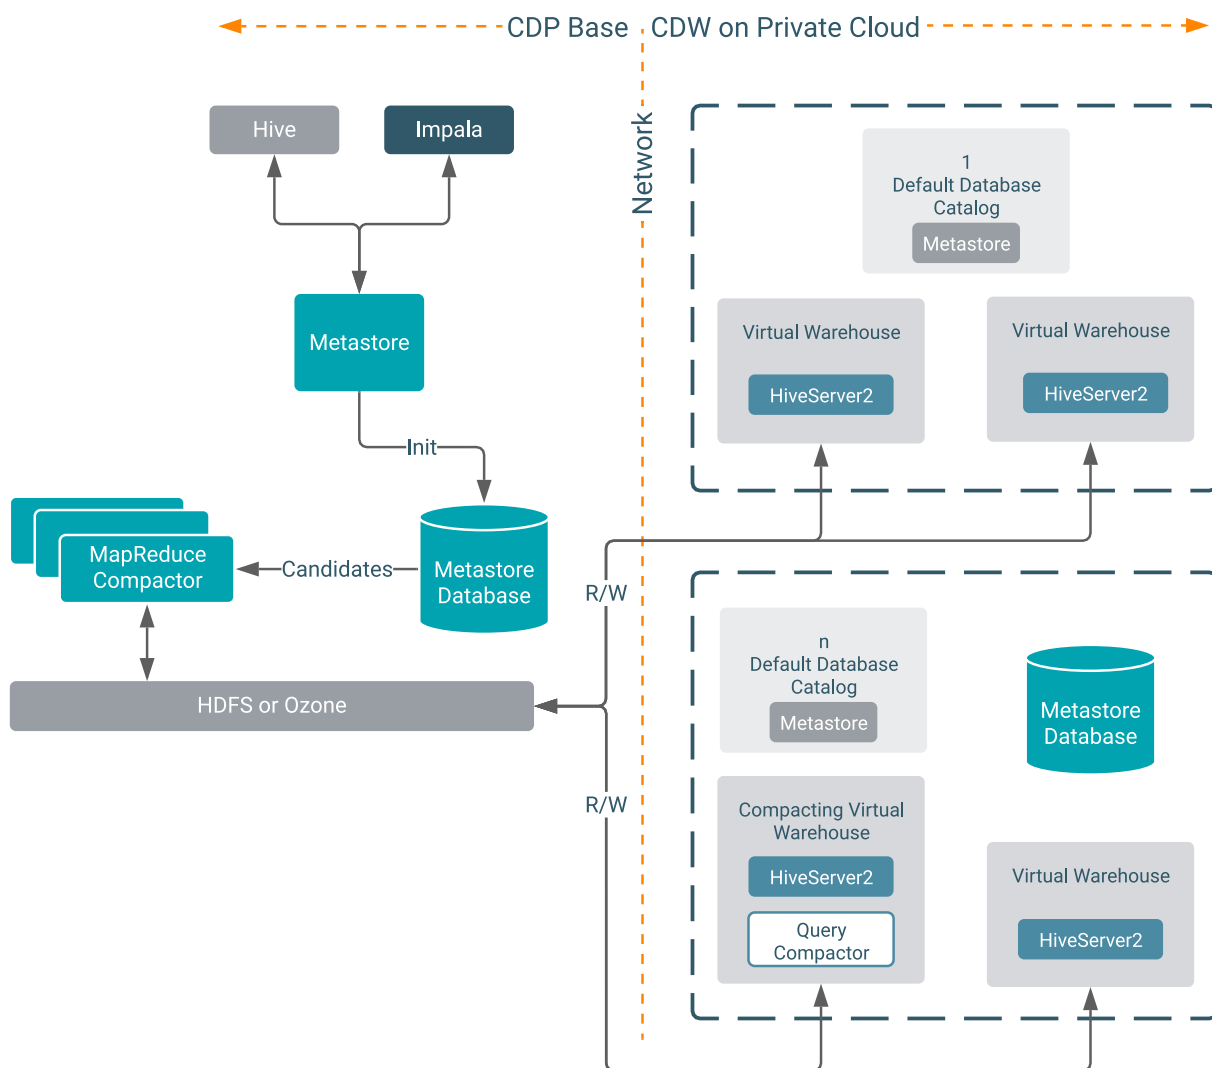 CDP Base
CDW on Private Cloud
Network
Hive
Impala
Metastore
Init
MapReduce
Compactor
Candidates
Metastore
Database
HDFS or Ozone
R/W
R/W
1
Default Database
Catalog
Metastore
Virtual Warehouse
HiveServer2
Virtual Warehouse
HiveServer2
n
Default Database
Catalog
Metastore
Metastore
Database
Compacting Virtual
Warehouse
HiveServer2
Query
Compactor
Virtual Warehouse
HiveServer2